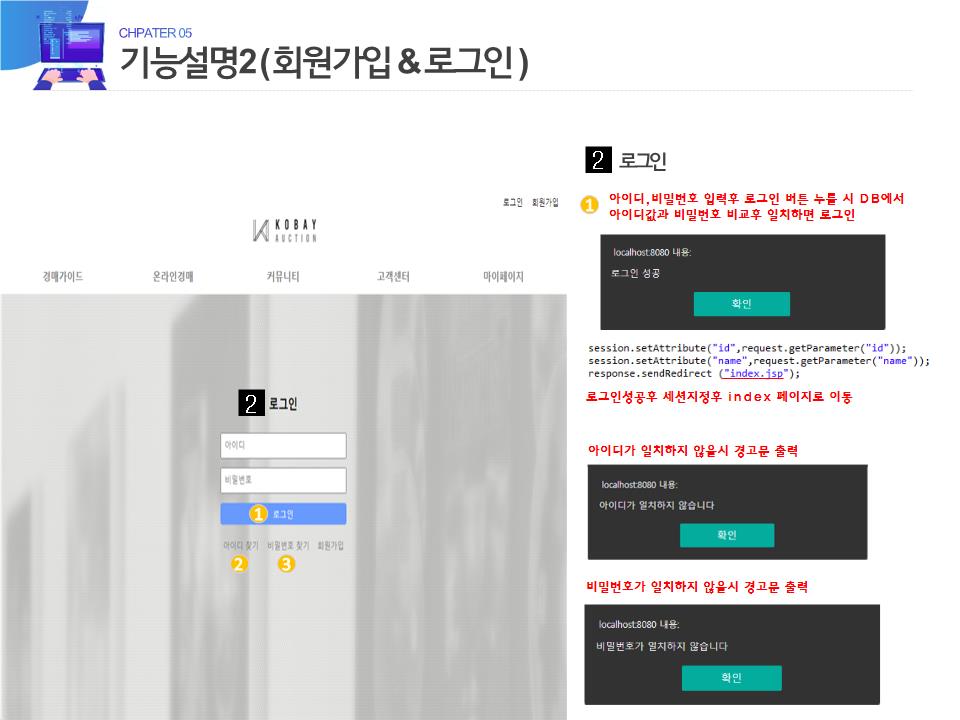 CHPATER 05
기능설명2(회원가입&로그인)
2 로그인
로그인 회원가입
KOBAY
AUCTION
경매가이드 온라인경매 커뮤니티 고객센터 마이페이지
2 로그인
아이디
비밀번호
1 로그인
아이디 찾기 비밀번호 찾기 회원가입
2 3
1 아이디,비밀번호 입력후 로그인 버튼 누를 시 DB에서
아이디값과 비밀번호 비교후 일치하면 로그인
localhost:8080 내용:
로그인 성공
확인
session.setAttribute("id",request.getParameter("id"));
session.setAttribute("name",request.getParameter("name"));
response.sendRedirect ("index.jsp");
로그인성공후 세션지정후 index 페이지로 이동
아이디가 일치하지 않을시 경고문 출력
localhost:8080 내용:
아이디가 일치하지 않습니다
확인
비밀번호가 일치하지 않을시 경고문 출력
localhost:8080 내용:
비밀번호가 일치하지 않습니다
확인